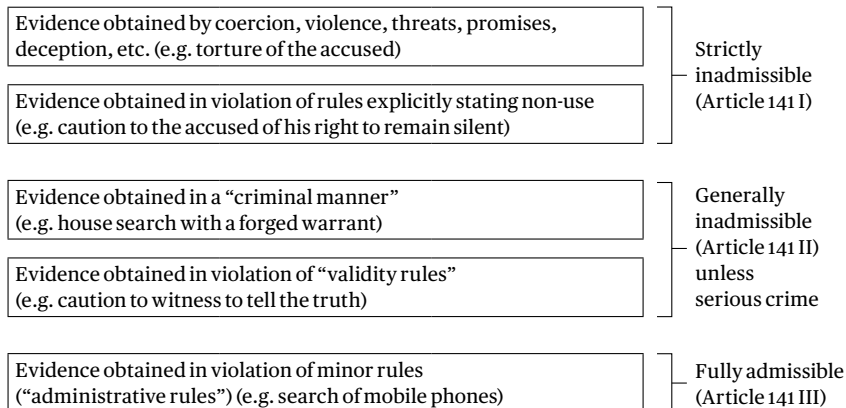 Evidence obtained by coercion, violence, threats, promises,
deception, etc. (e.g. torture of the accused)
Evidence obtained in violation of rules explicitly stating non-use
(e.g. caution to the accused of his right to remain silent)
Strictly
inadmissible
(Article 141 I)
Evidence obtained in a “criminal manner”
(e.g. house search with a forged warrant)
Evidence obtained in violation of “validity rules”
(e.g. caution to witness to tell the truth)
Generally
inadmissible
(Article 141 II)
unless
serious crime
Evidence obtained in violation of minor rules
(“administrative rules”) (e.g. search of mobile phones)
Fully admissible
(Article 141 III)